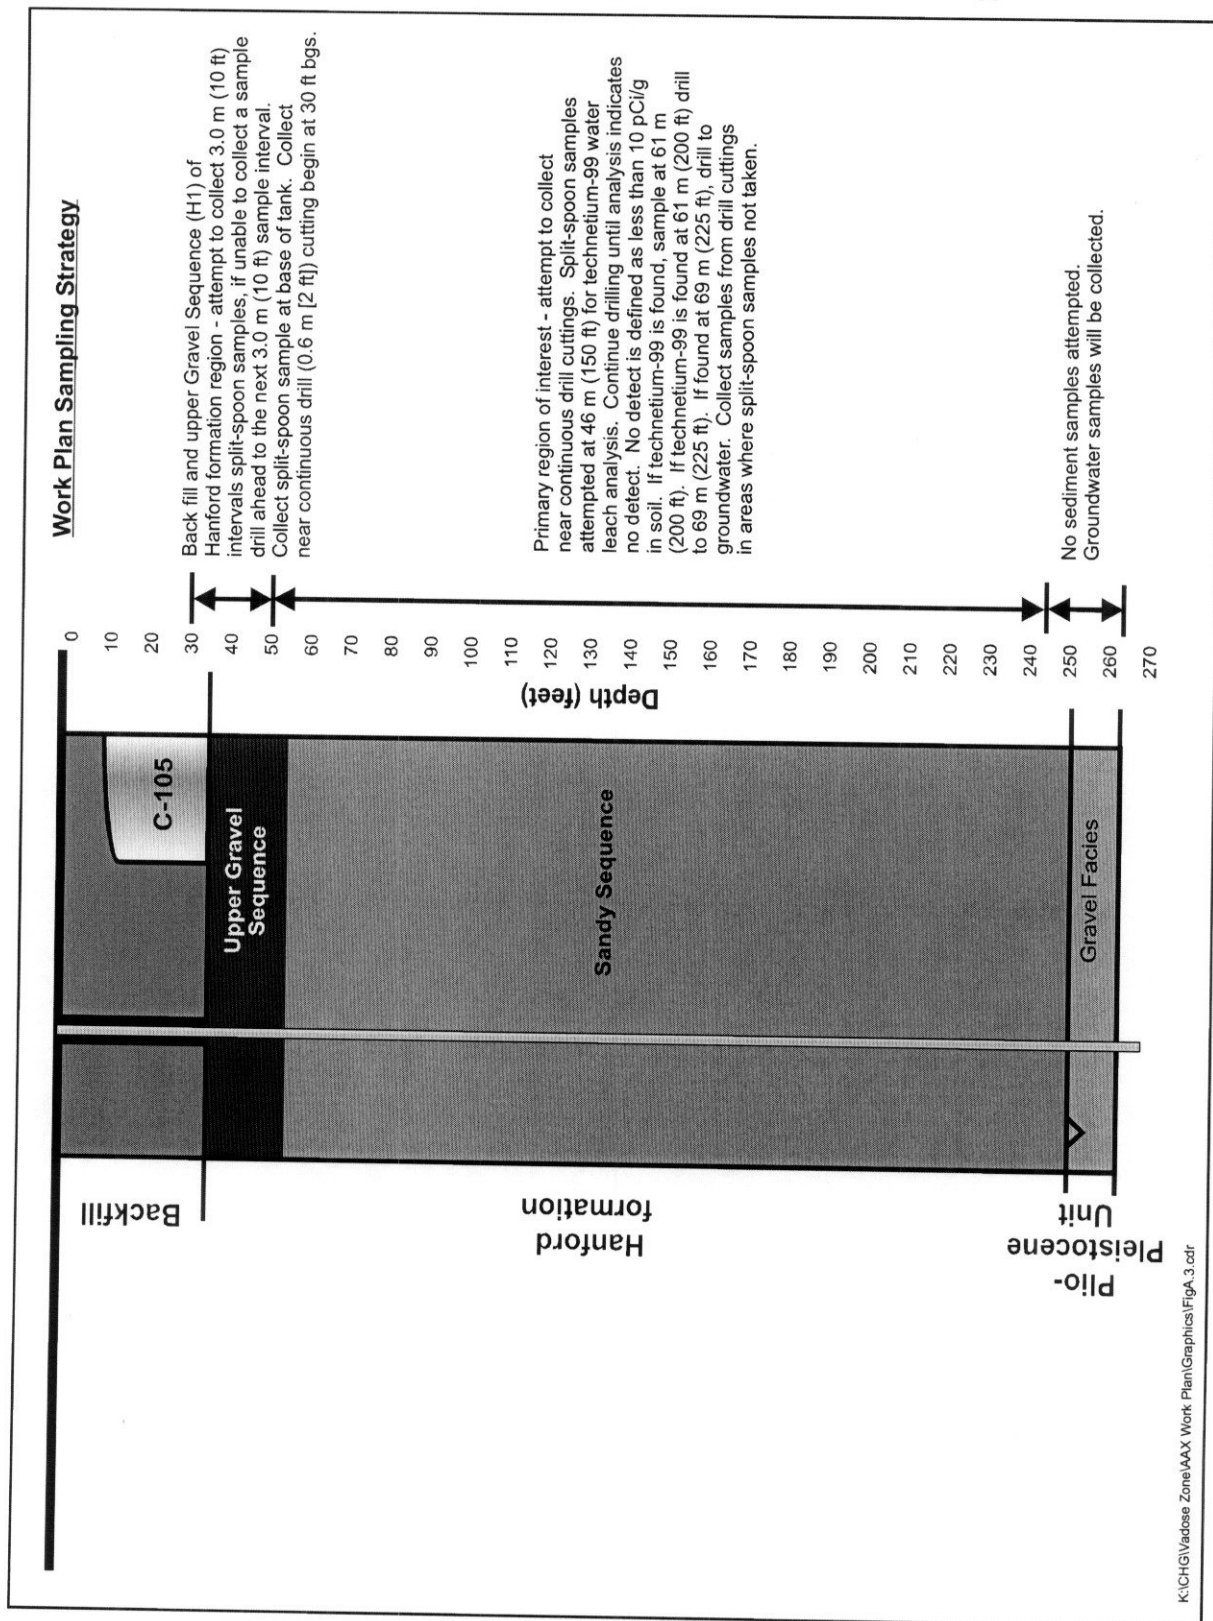 Work Plan Sampling Strategy
Backfill
Hanford
formation
Plio-
Pleistocene
Unit
C-105
Upper Gravel
Sequence
Sandy Sequence
Gravel Facies
Depth (feet)
0
10
20
30
40
50
60
70
80
90
100
110
120
130
140
150
160
170
180
190
200
210
220
230
240
250
260
270
Back fill and upper Gravel Sequence (H1) of
Hanford formation region - attempt to collect 3.0 m (10 ft)
intervals split-spoon samples, if unable to collect a sample
drill ahead to the next 3.0 m (10 ft) sample interval.
Collect split-spoon sample at base of tank. Collect
near continuous drill (0.6 m [2 ft]) cutting begin at 30 ft bgs.
Primary region of interest - attempt to collect
near continuous drill cuttings. Split-spoon samples
attempted at 46 m (150 ft) for technetium-99 water
leach analysis. Continue drilling until analysis indicates
no detect. No detect is defined as less than 10 pCi/g
in soil. If technetium-99 is found, sample at 61 m
(200 ft). If technetium-99 is found at 61 m (200 ft) drill
to 69 m (225 ft). If found at 69 m (225 ft), drill to
groundwater. Collect samples from drill cuttings
in areas where split-spoon samples not taken.
No sediment samples attempted.
Groundwater samples will be collected.
K:\CHG\Vadose Zone\AAX Work Plan\Graphics\FigA.3.cdr